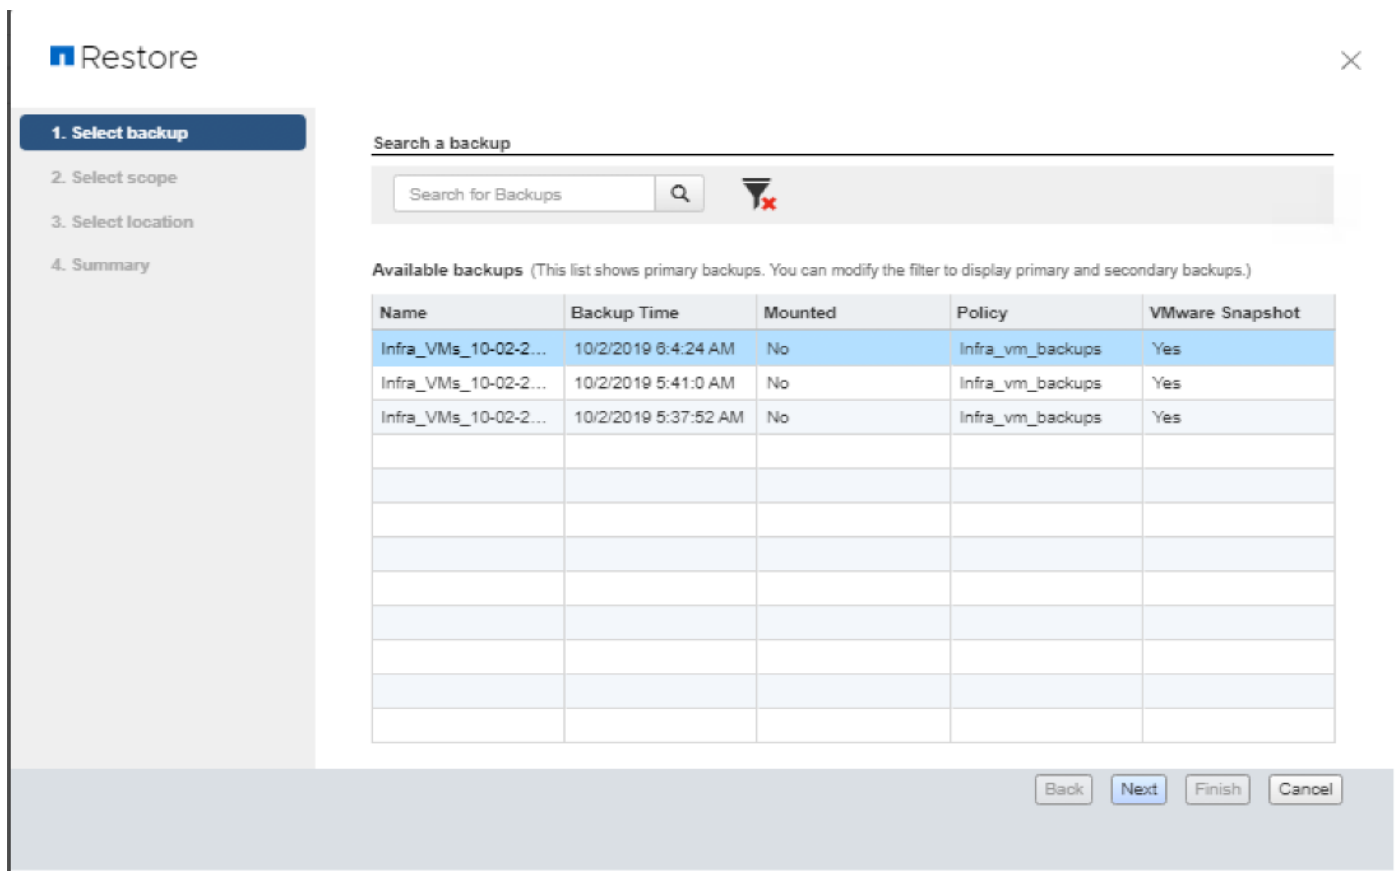 Restore
1. Select backup
2. Select scope
3. Select location
4. Summary
Search a backup
Search for Backups
Available backups (This list shows primary backups. You can modify the filter to display primary and secondary backups.)
Name Backup Time Mounted Policy VMware Snapshot
Infra_VMs_10-02-2... 10/2/2019 6:4:24 AM No Infra_vm_backups Yes
Infra_VMs_10-02-2... 10/2/2019 5:41:0 AM No Infra_vm_backups Yes
Infra_VMs_10-02-2... 10/2/2019 5:37:52 AM No Infra_vm_backups Yes
Back Next Finish Cancel